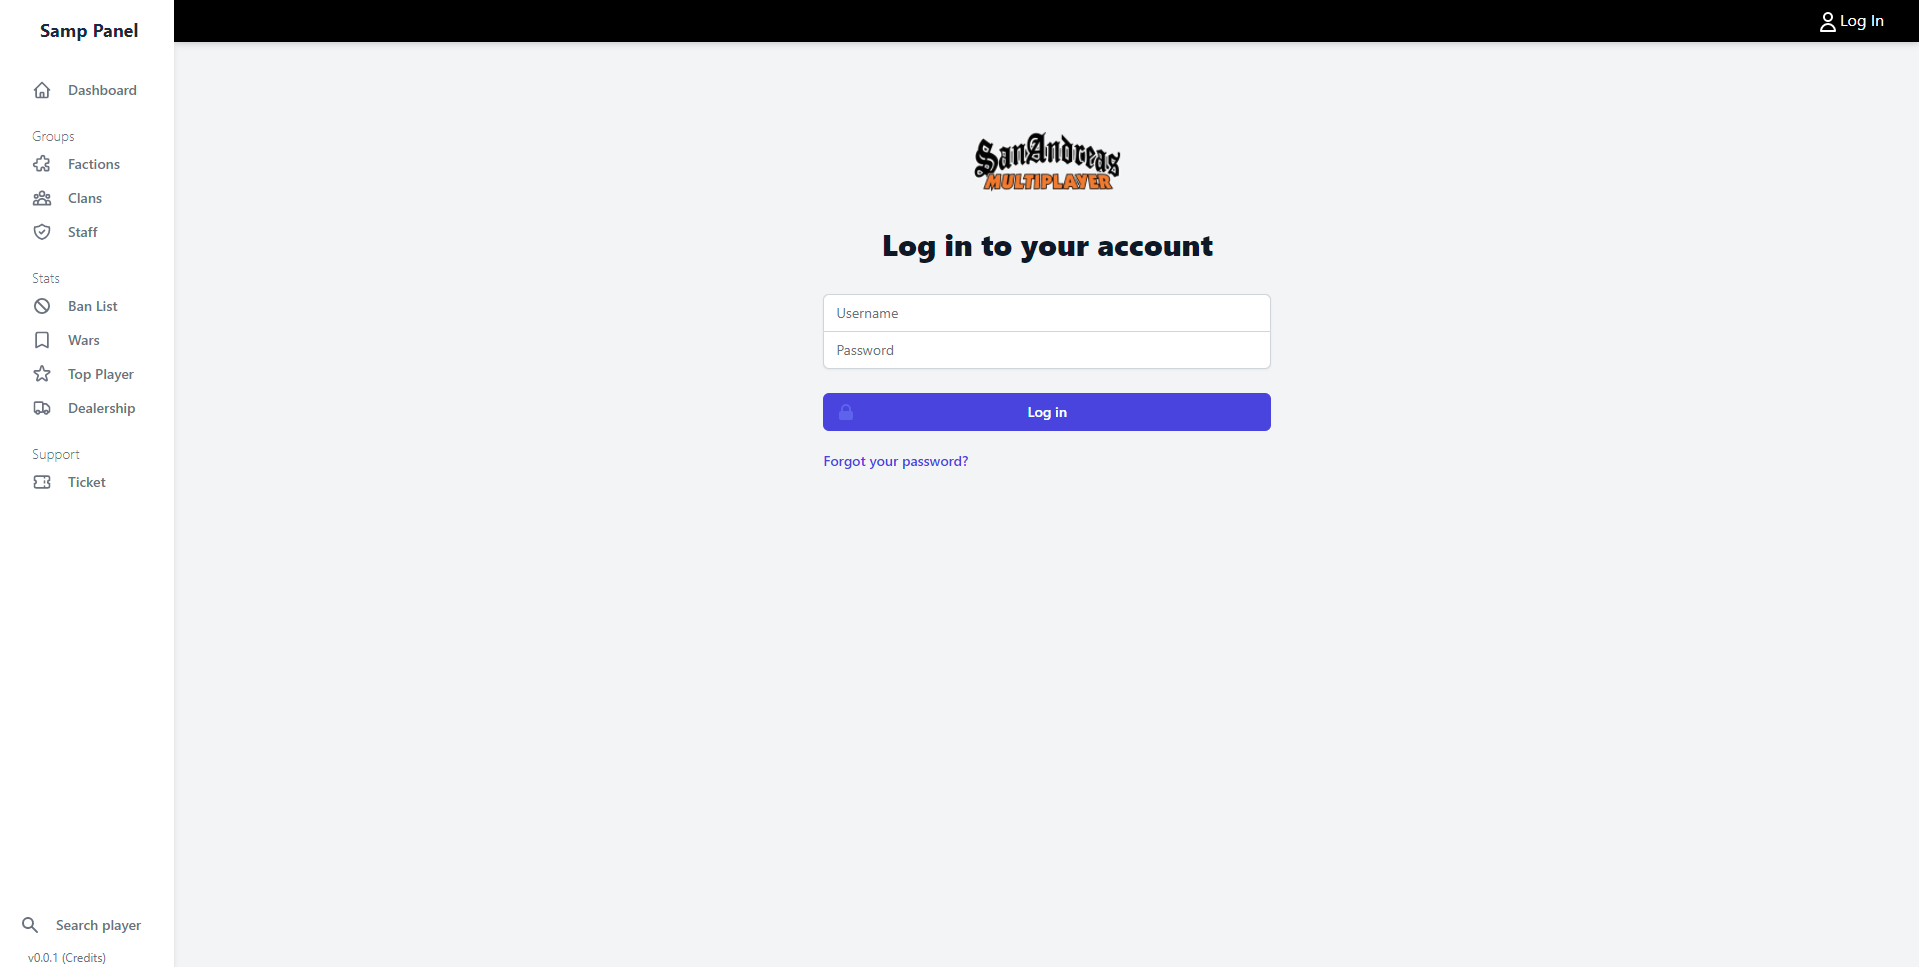 Samp Panel
Log In
Dashboard
Groups
Factions
Clans
Staff
Stats
Ban List
Wars
Top Player
Dealership
Support
Ticket
Search player
v0.0.1 (Credits)
SanAndreas
MULTIPLAYER
Log in to your account
Username
Password
Log in
Forgot your password?